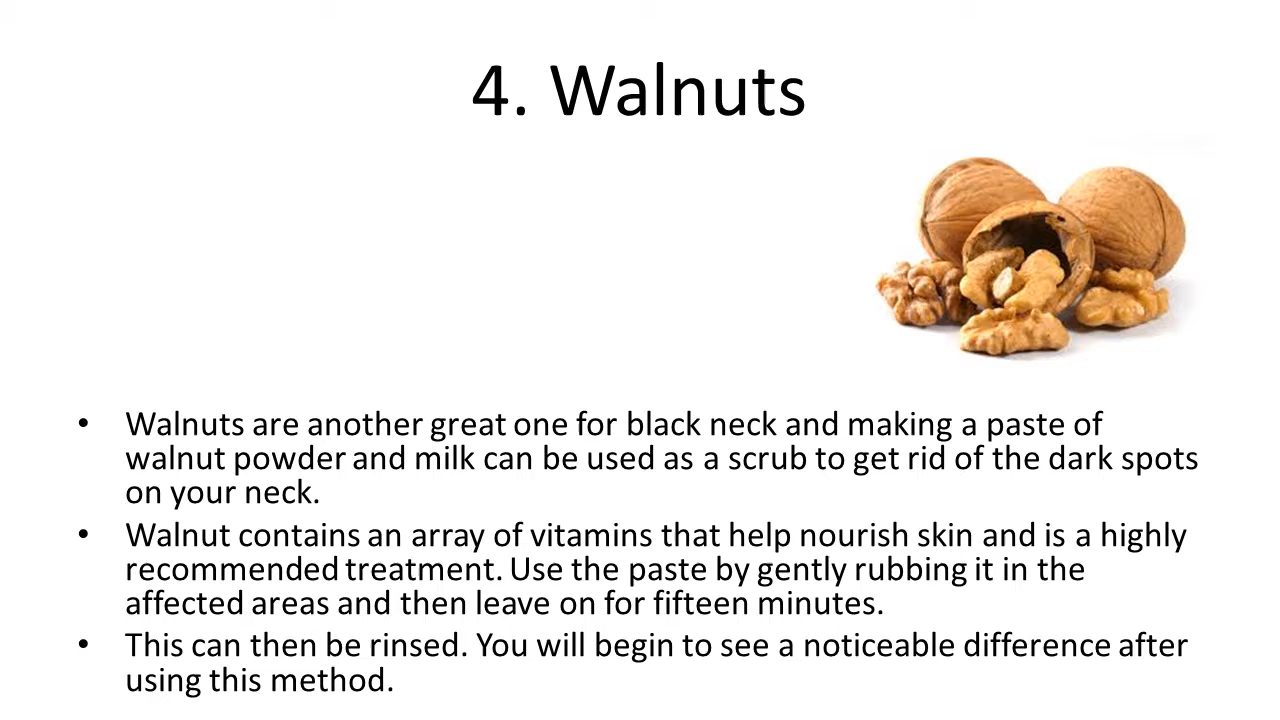 4. Walnuts
• Walnuts are another great one for black neck and making a paste of
walnut powder and milk can be used as a scrub to get rid of the dark spots
on your neck.
• Walnut contains an array of vitamins that help nourish skin and is a highly
recommended treatment. Use the paste by gently rubbing it in the
affected areas and then leave on for fifteen minutes.
• This can then be rinsed. You will begin to see a noticeable difference after
using this method.